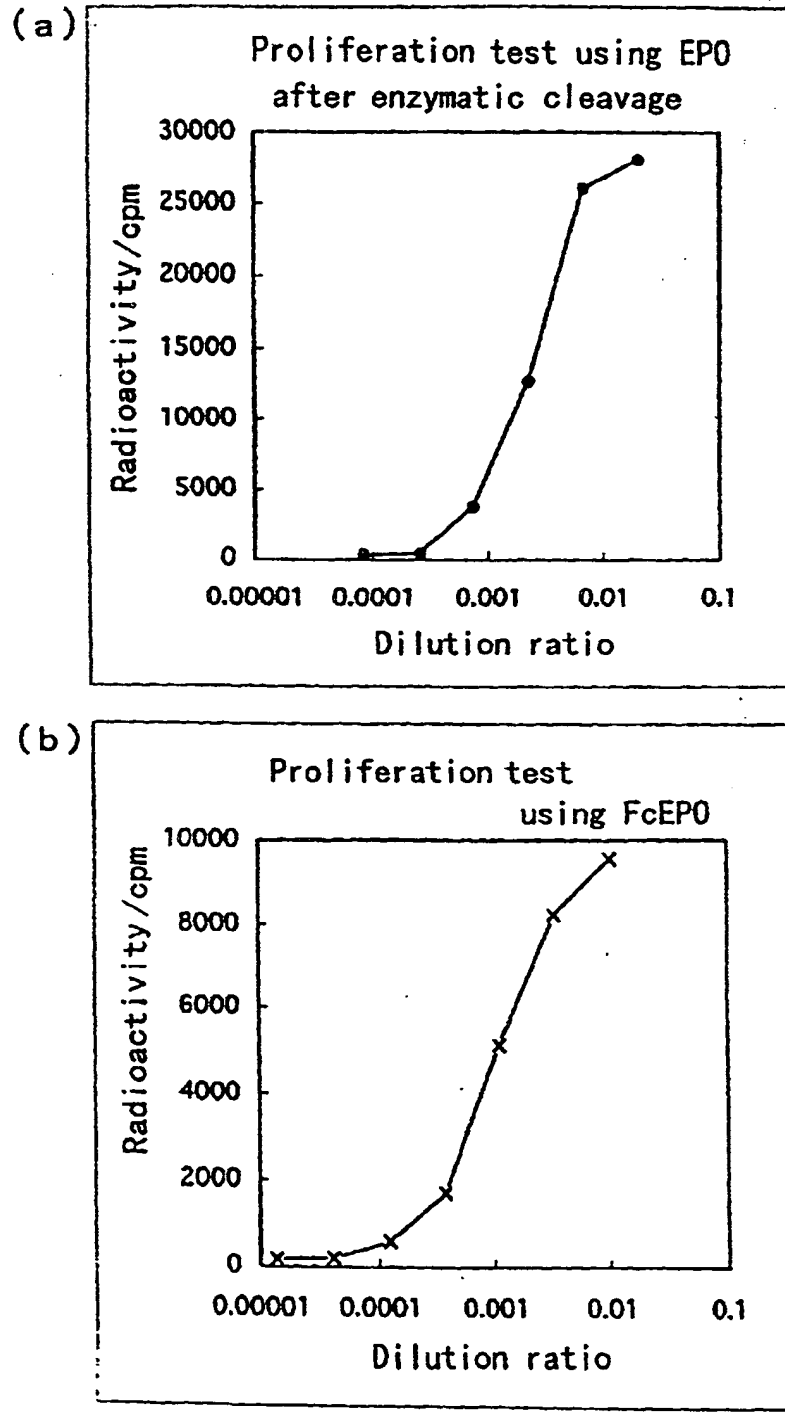 (a)
Proliferation test using EPO
after enzymatic cleavage
30000
25000
20000
15000
10000
5000
0
Radioactivity/cpm
0.00001 0.0001 0.001 0.01 0.1
Dilution ratio
(b)
Proliferation test
using FcEPO
10000
8000
6000
4000
2000
0
Radioactivity/cpm
0.00001 0.0001 0.001 0.01 0.1
Dilution ratio